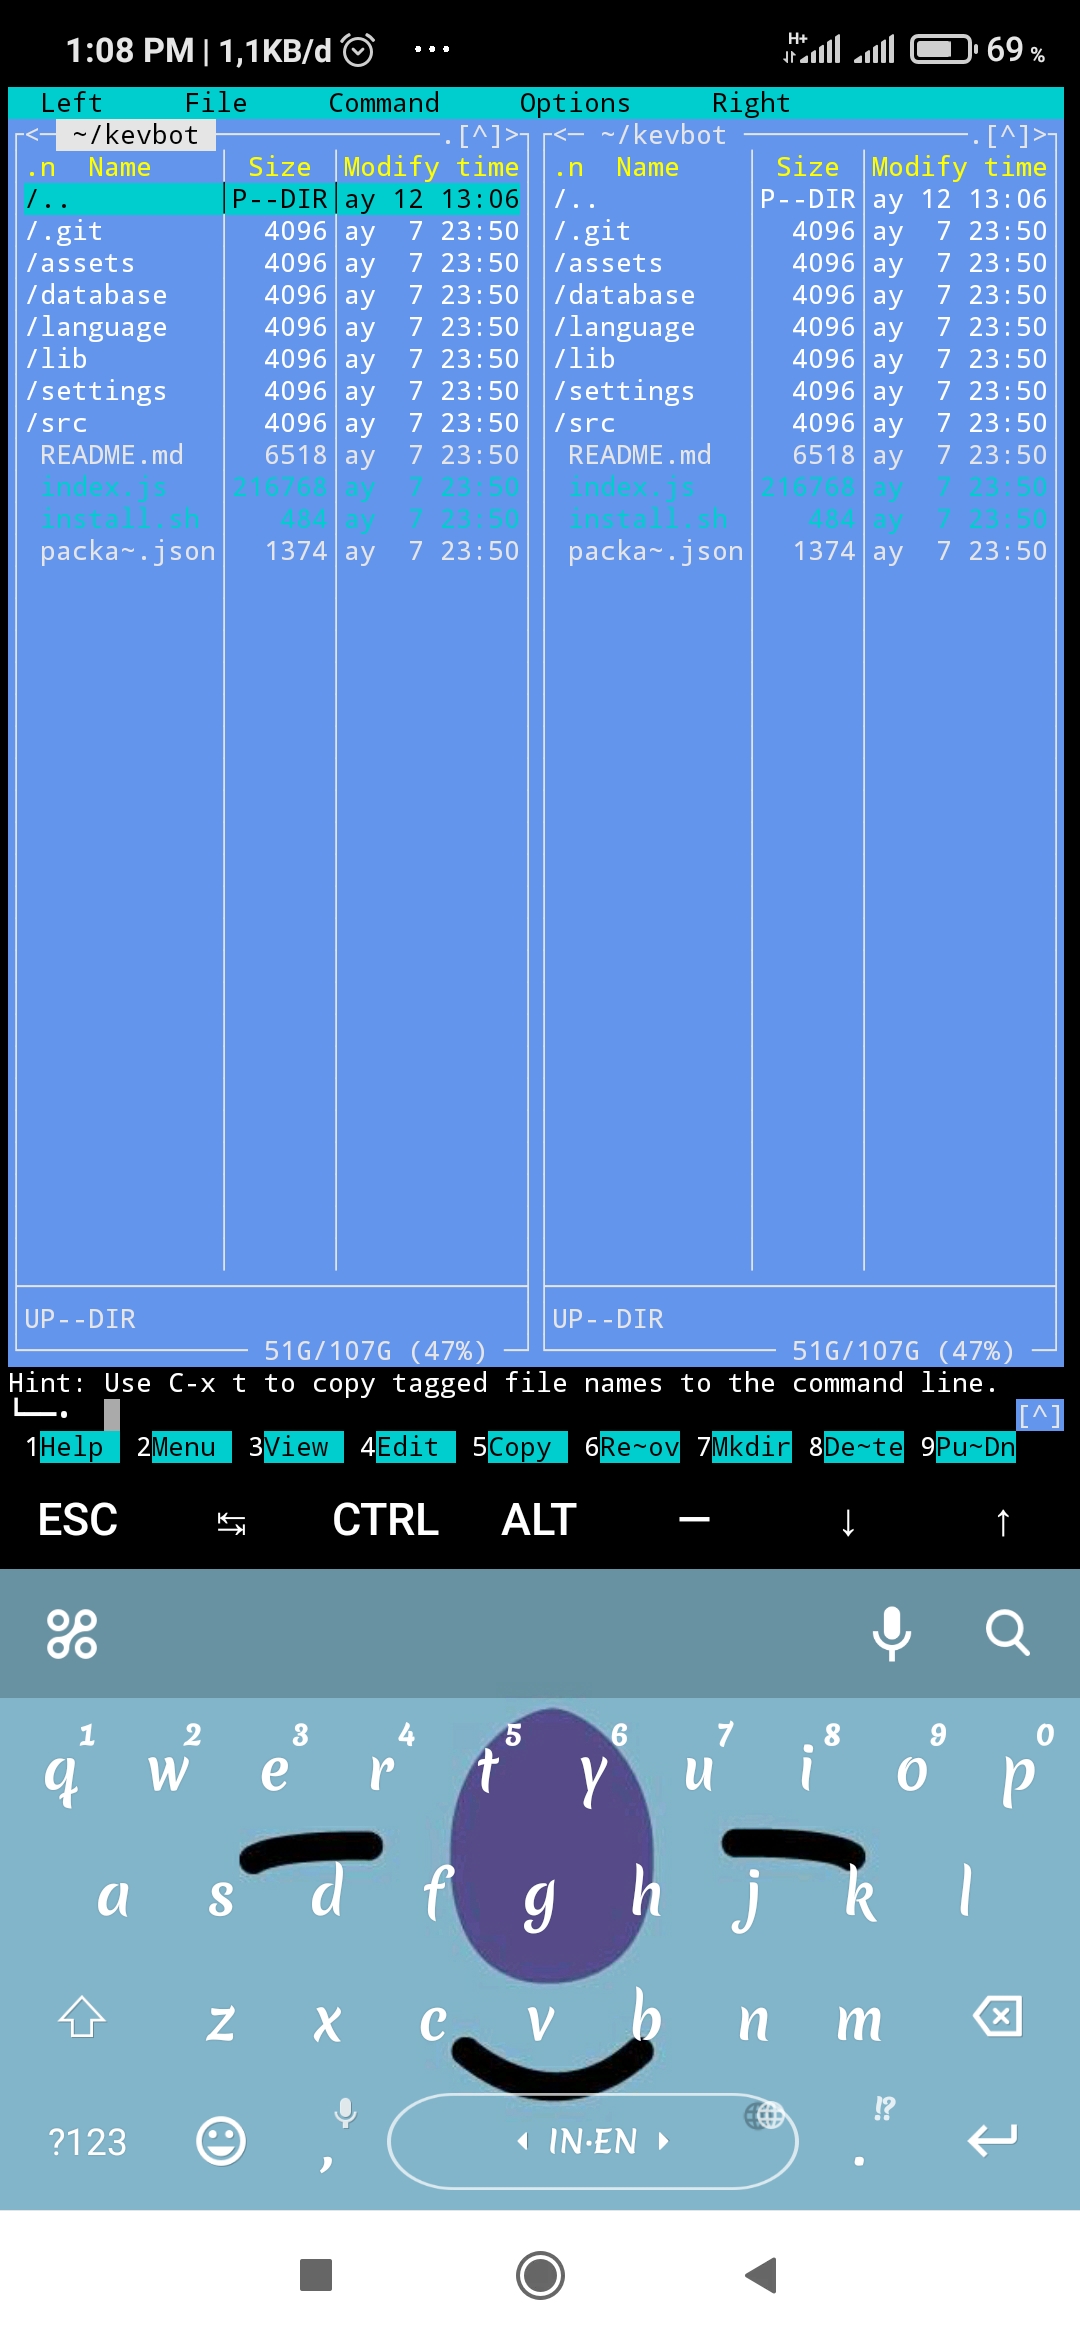 1:08 PM | 1,1KB/d ... H+ 69 %
Left File Command Options Right
<─ ~/kevbot ─.[^]> <─ ~/kevbot ─.[^]>
.n Name Size Modify time .n Name Size Modify time
/.. P--DIR ay 12 13:06 /.. P--DIR ay 12 13:06
/.git 4096 ay 7 23:50 /.git 4096 ay 7 23:50
/assets 4096 ay 7 23:50 /assets 4096 ay 7 23:50
/database 4096 ay 7 23:50 /database 4096 ay 7 23:50
/language 4096 ay 7 23:50 /language 4096 ay 7 23:50
/lib 4096 ay 7 23:50 /lib 4096 ay 7 23:50
/settings 4096 ay 7 23:50 /settings 4096 ay 7 23:50
/src 4096 ay 7 23:50 /src 4096 ay 7 23:50
README.md 6518 ay 7 23:50 README.md 6518 ay 7 23:50
index.js 216768 ay 7 23:50 index.js 216768 ay 7 23:50
install.sh 484 ay 7 23:50 install.sh 484 ay 7 23:50
packa~.json 1374 ay 7 23:50 packa~.json 1374 ay 7 23:50
UP--DIR UP--DIR
51G/107G (47%) 51G/107G (47%)
Hint: Use C-x t to copy tagged file names to the command line.
[^]
1Help 2Menu 3View 4Edit 5Copy 6Re~ov 7Mkdir 8De~te 9Pu~Dn
ESC ↹ CTRL ALT — ↓ ↑
1 2 3 4 5 6 7 8 9 0
q w e r t y u i o p
a s d f g h j k l
z x c v b n m
?123 , IN·EN . !?